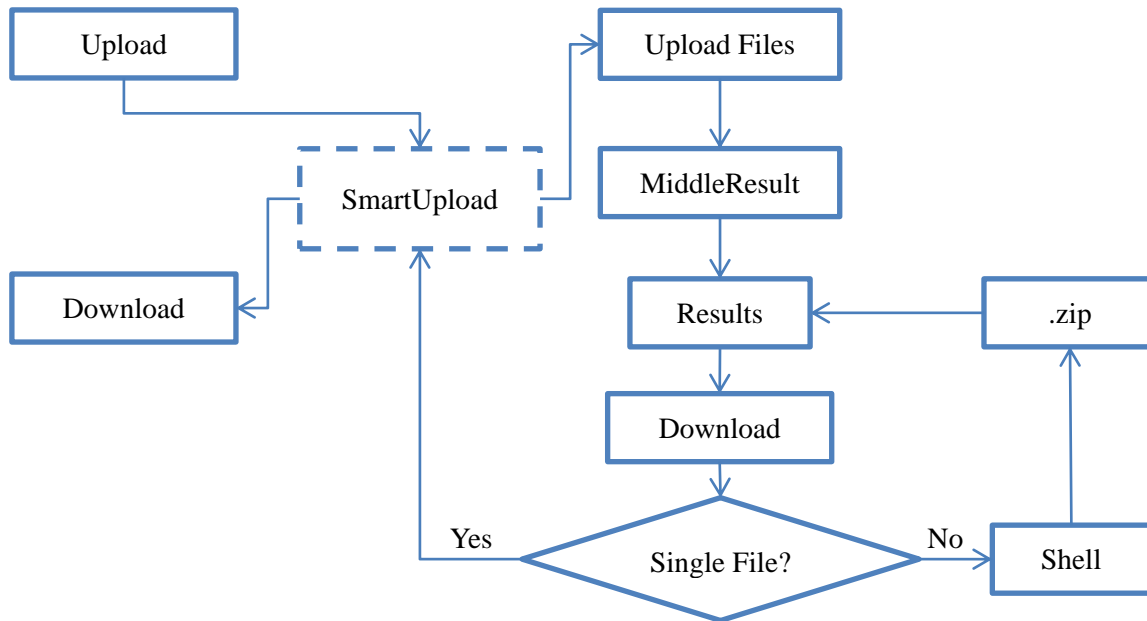 Upload
Upload Files
SmartUpload
MiddleResult
Download
Results
.zip
Download
Yes
No
Single File?
Shell